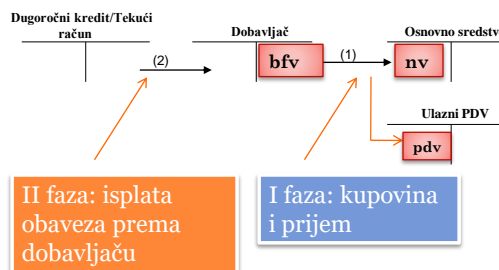 Dugoročni kredit/Tekući
račun
Dobavljač
Osnovno sredstv
(2)
bfv
(1)
nv
Ulazni PDV
pdv
II faza: isplata
obaveza prema
dobavljaču
I faza: kupovina
i prijem